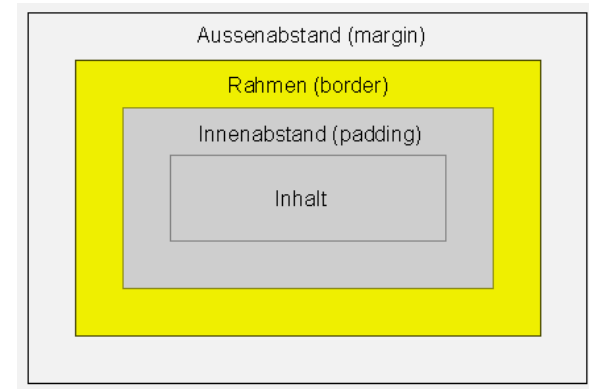 Aussenabstand (margin)
Rahmen (border)
Innenabstand (padding)
Inhalt